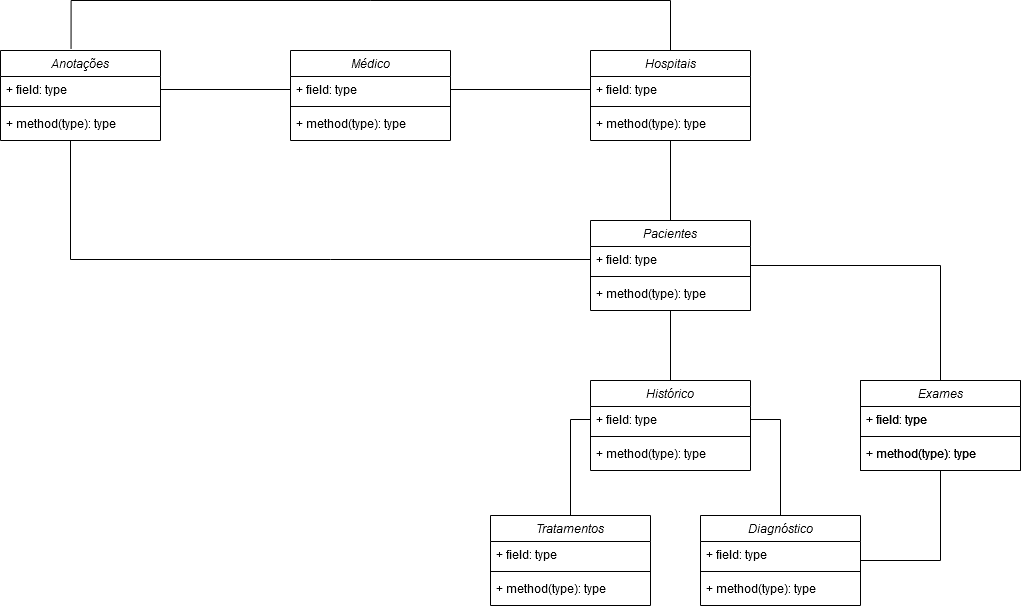 Anotações
+ field: type
+ method(type): type
Médico
+ field: type
+ method(type): type
Hospitais
+ field: type
+ method(type): type
Pacientes
+ field: type
+ method(type): type
Histórico
+ field: type
+ method(type): type
Exames
+ field: type
+ method(type): type
Tratamentos
+ field: type
+ method(type): type
Diagnóstico
+ field: type
+ method(type): type